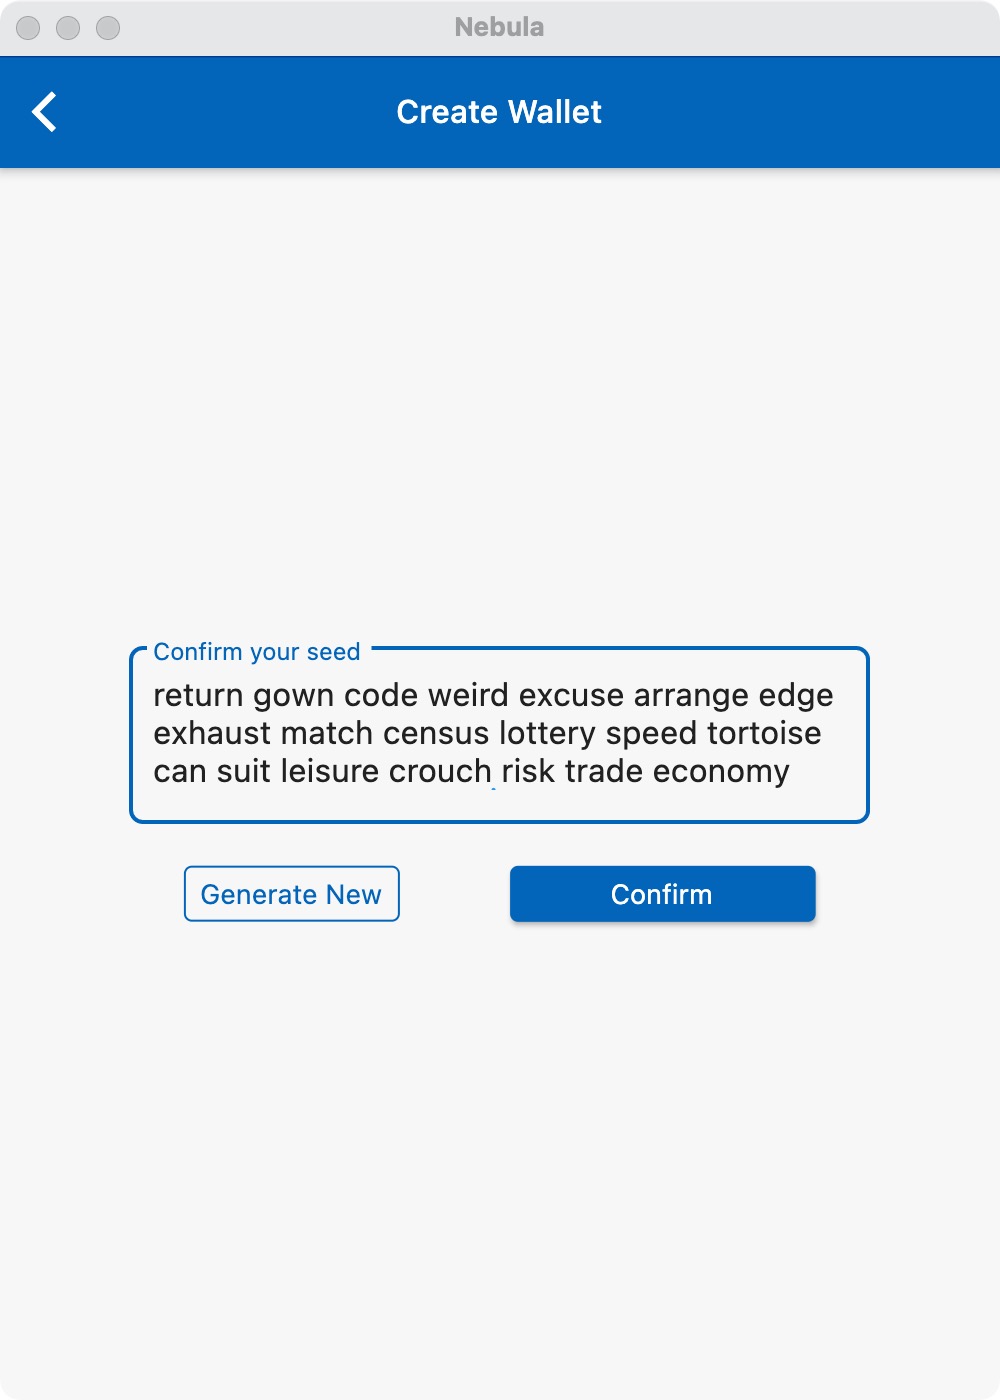 Nebula
Create Wallet
Confirm your seed
return gown code weird excuse arrange edge
exhaust match census lottery speed tortoise
can suit leisure crouch risk trade economy
Generate New
Confirm